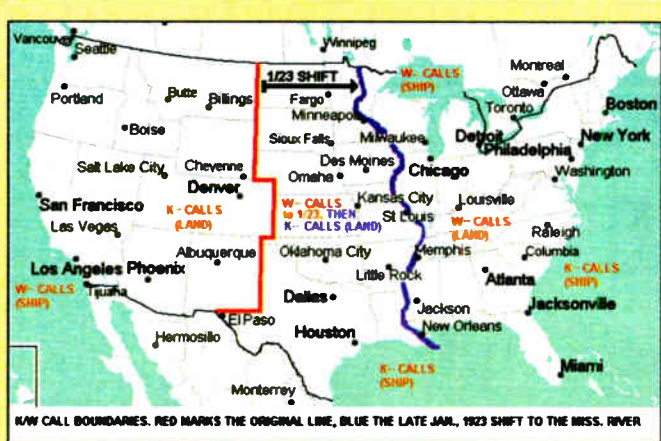 Vancouver
Seattle
Winnipeg
1/23 SHIFT
W-- CALLS
(SHIP)
Montreal
Ottawa
Toronto
Portland
Butte
Billings
Fargo
Minneapolis
Boston
Boise
Sioux Falls
Milwaukee
Detroit
New York
Philadelphia
Salt Lake City
Cheyenne
Des Moines
Omaha
Chicago
Washington
Denver
San Francisco
K-- CALLS
(LAND)
W-- CALLS
to 1/23, THEN
K-- CALLS (LAND)
Kansas City
St Louis
Louisville
W-- CALLS
(LAND)
Las Vegas
Raleigh
Albuquerque
Oklahoma City
Memphis
Columbia
Los Angeles
Phoenix
Little Rock
Atlanta
K-- CALLS
(SHIP)
W-- CALLS
(SHIP)
Tijuana
Dallas
Jackson
Jacksonville
El Paso
New Orleans
Hermosillo
Houston
K-- CALLS
(SHIP)
Miami
Monterrey
K/W CALL BOUNDARIES. RED MARKS THE ORIGINAL LINE, BLUE THE LATE JAN., 1923 SHIFT TO THE MISS. RIVER